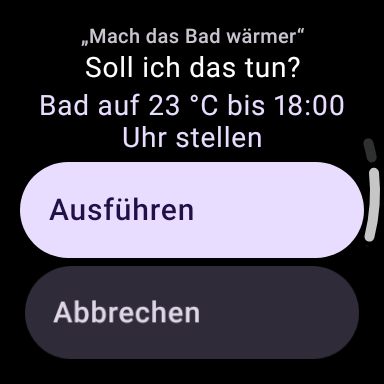 „Mach das Bad wärmer“
Soll ich das tun?
Bad auf 23 °C bis 18:00
Uhr stellen
Ausführen
Abbrechen